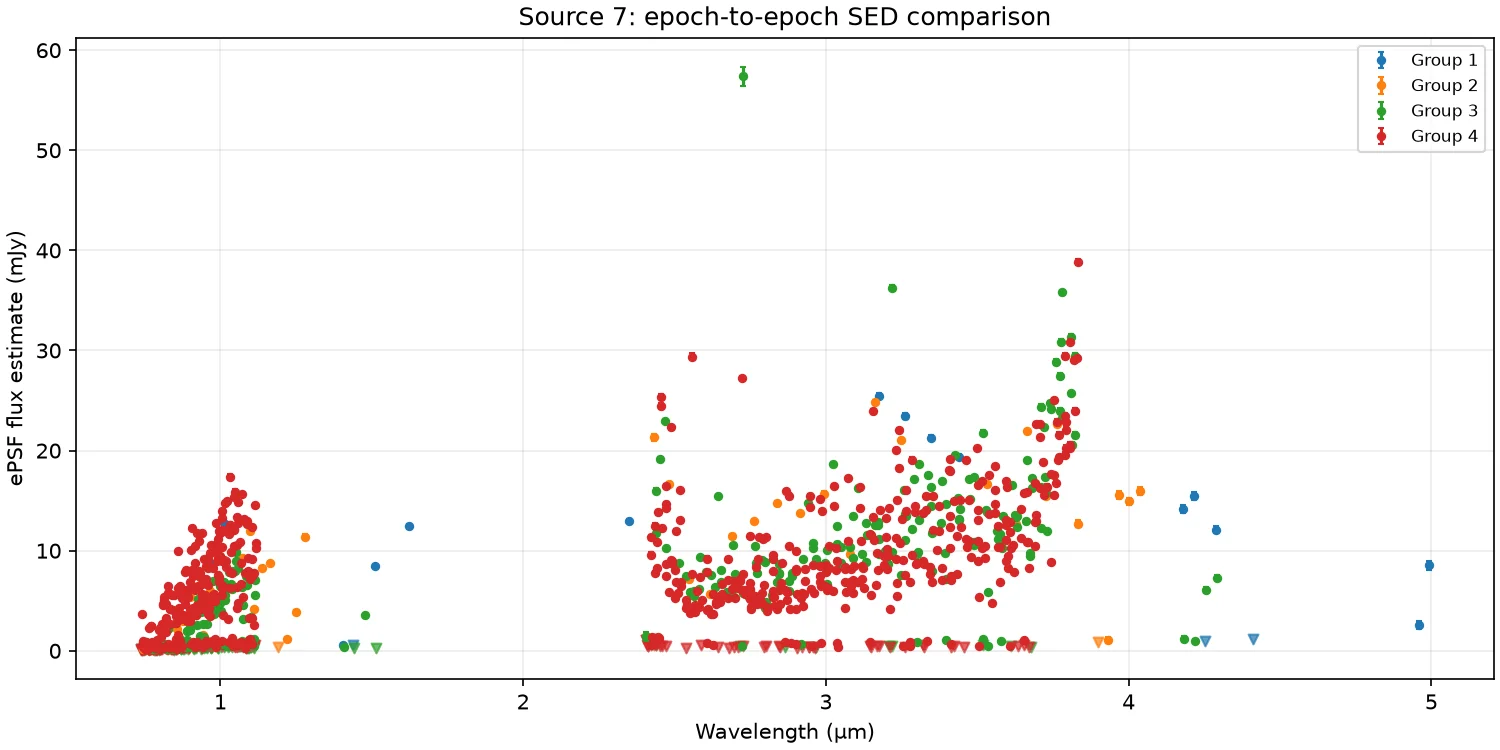 Source 7: epoch-to-epoch SED comparison
60
50
40
30
20
10
0
ePSF flux estimate (mJy)
Group 1
Group 2
Group 3
Group 4
1
2
3
4
5
Wavelength (µm)